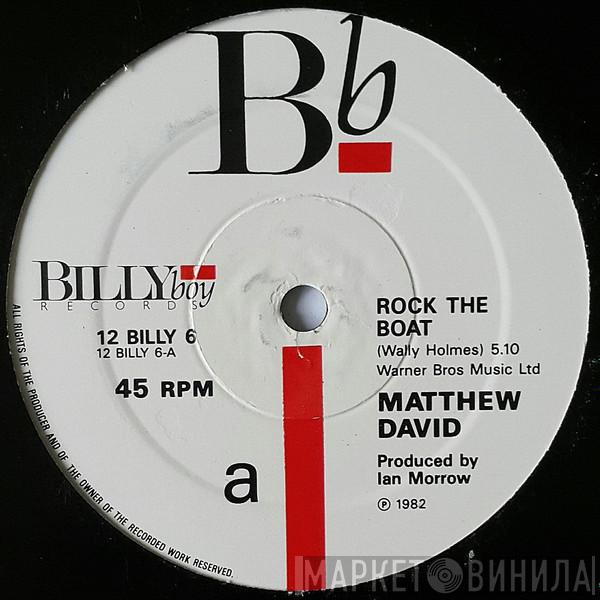 Bb
BILLYboy
RECORDS
12 BILLY 6
12 BILLY 6-A
45 RPM
a
ROCK THE
BOAT
(Wally Holmes) 5.10
Warner Bros Music Ltd
MATTHEW
DAVID
Produced by
Ian Morrow
℗ 1982
ALL RIGHTS OF THE PRODUCER AND OF THE OWNER OF THE RECORDED WORK RESERVED.
МАРКЕТ ВИНИЛА